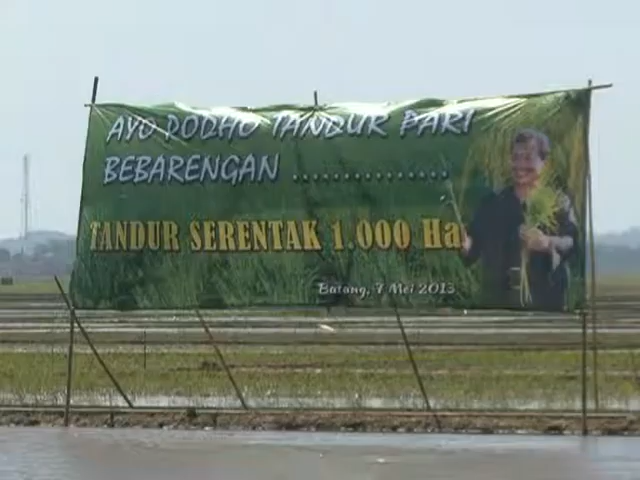 AYO PODHO TANDUR PARI
BEBARENGAN ..................
TANDUR SERENTAK 1.000 Ha
Batang, 7 Mei 2013